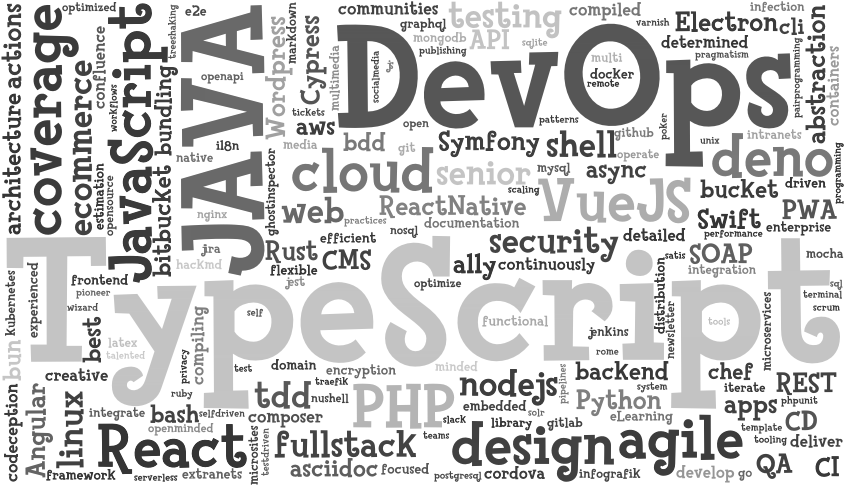 optimized
e2e
communities
graphql
testing
compiled
varnish
Electron
cli
infection
architecture
actions
coverage
ecommerce
confluence
JavaScript
treeshaking
JAVA
Wordpress
markdown
Cypress
multimedia
mongodb
publishing
API
sqlite
determined
pragmatism
pairprogramming
abstraction
containers
workflows
bundling
openapi
tickets
socialmedia
DevOps
multi
docker
remote
aws
open
patterns
poker
unix
intranets
estimation
opensource
bitbucket
native
i18n
media
bdd
git
Symfony
shell
github
operate
deno
programming
ghostinspector
cloud
senior
mysql
async
scaling
bucket
driven
nginx
web
practices
ReactNative
documentation
VueJS
Swift
PWA
performance
enterprise
jra
hackmd
Rust
efficient
CMS
nosql
security
detailed
satis
SOAP
mocha
flexible
jest
ally
continuously
integration
kubernetes
experienced
frontend
pioneer
wizard
TypeScript
optimize
distribution
newsletter
sql
terminal
scrum
self
functional
jenkins
tools
microservices
bun
best
latex
talented
compiling
privacy
rome
creative
ruby
test
domain
encryption
minded
traefik
nushell
nodejs
pipelines
backend
system
chef
iterate
REST
phpunit
codeception
Angular
linux
integrate
bash
selfdriven
openminded
tdd
composer
PHP
slack
embedded
library
solr
gitlab
Python
eLearning
apps
template
CD
tooling
deliver
React
microsites
testdriven
fullstack
teams
design
agile
framework
serverless
extranets
asciidoc
focused
postgresql
cordova
infografik
develop
go
QA
CI